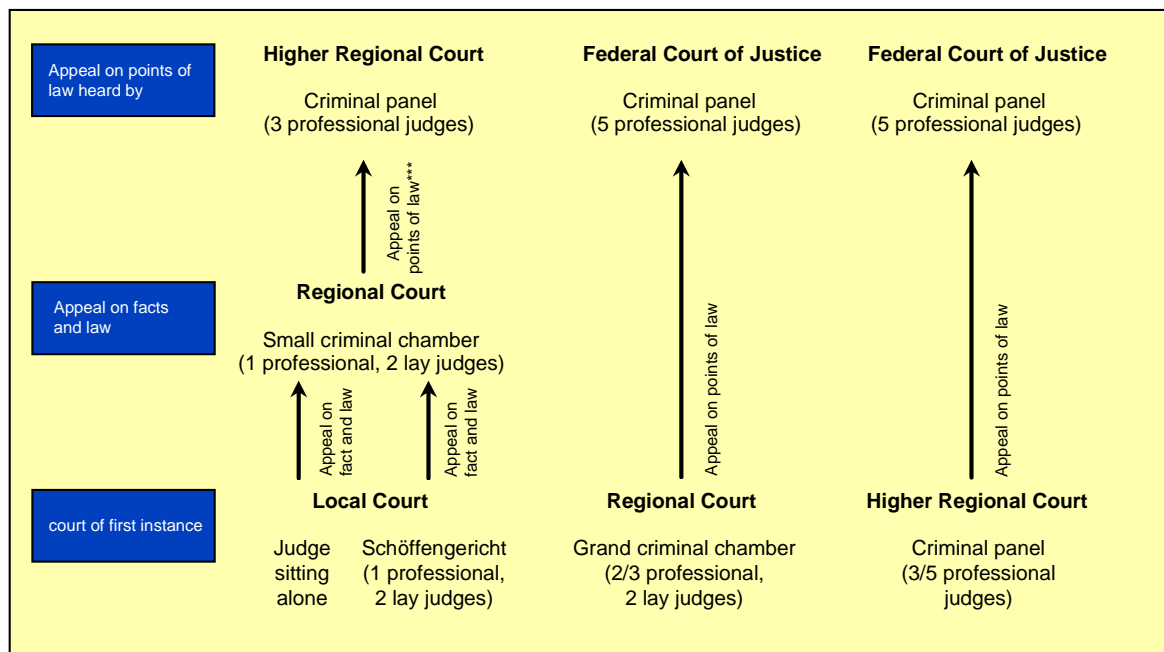 Appeal on points of
law heard by
Higher Regional Court
Criminal panel
(3 professional judges)
Federal Court of Justice
Criminal panel
(5 professional judges)
Federal Court of Justice
Criminal panel
(5 professional judges)
Appeal on
points of law***
Appeal on facts
and law
Regional Court
Small criminal chamber
(1 professional, 2 lay judges)
Appeal on
fact and law
Appeal on
fact and law
Appeal on points of law
Appeal on points of law
court of first instance
Local Court
Judge
sitting
alone
Schöffengericht
(1 professional,
2 lay judges)
Regional Court
Grand criminal chamber
(2/3 professional,
2 lay judges)
Higher Regional Court
Criminal panel
(3/5 professional
judges)